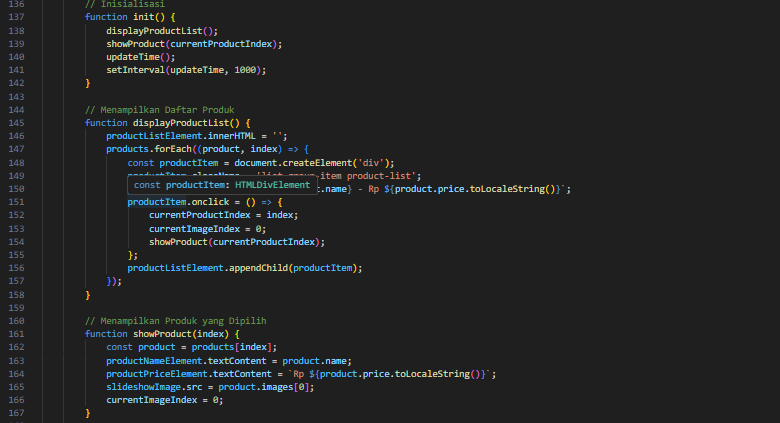 136 // Inisialisasi
137 function init() {
138 displayProductList();
139 showProduct(currentProductIndex);
140 updateTime();
141 setInterval(updateTime, 1000);
142 }
143
144 // Menampilkan Daftar Produk
145 function displayProductList() {
146 productListElement.innerHTML = '';
147 products.forEach((product, index) => {
148 const productItem = document.createElement('div');
149 productItem.className = 'list-group-item product-list';
const productItem: HTMLDivElement
150 .name} - Rp ${product.price.toLocaleString()}`;
151 productItem.onclick = () => {
152 currentProductIndex = index;
153 currentImageIndex = 0;
154 showProduct(currentProductIndex);
155 };
156 productListElement.appendChild(productItem);
157 });
158 }
159
160 // Menampilkan Produk yang Dipilih
161 function showProduct(index) {
162 const product = products[index];
163 productNameElement.textContent = product.name;
164 productPriceElement.textContent = `Rp ${product.price.toLocaleString()}`;
165 slideshowImage.src = product.images[0];
166 currentImageIndex = 0;
167 }